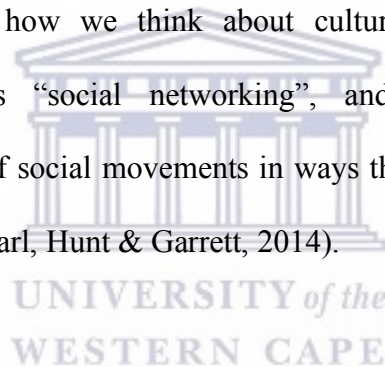 how we think about cultur
s “social networking”, and
f social movements in ways th
arl, Hunt & Garrett, 2014).
UNIVERSITY of the
WESTERN CAPE